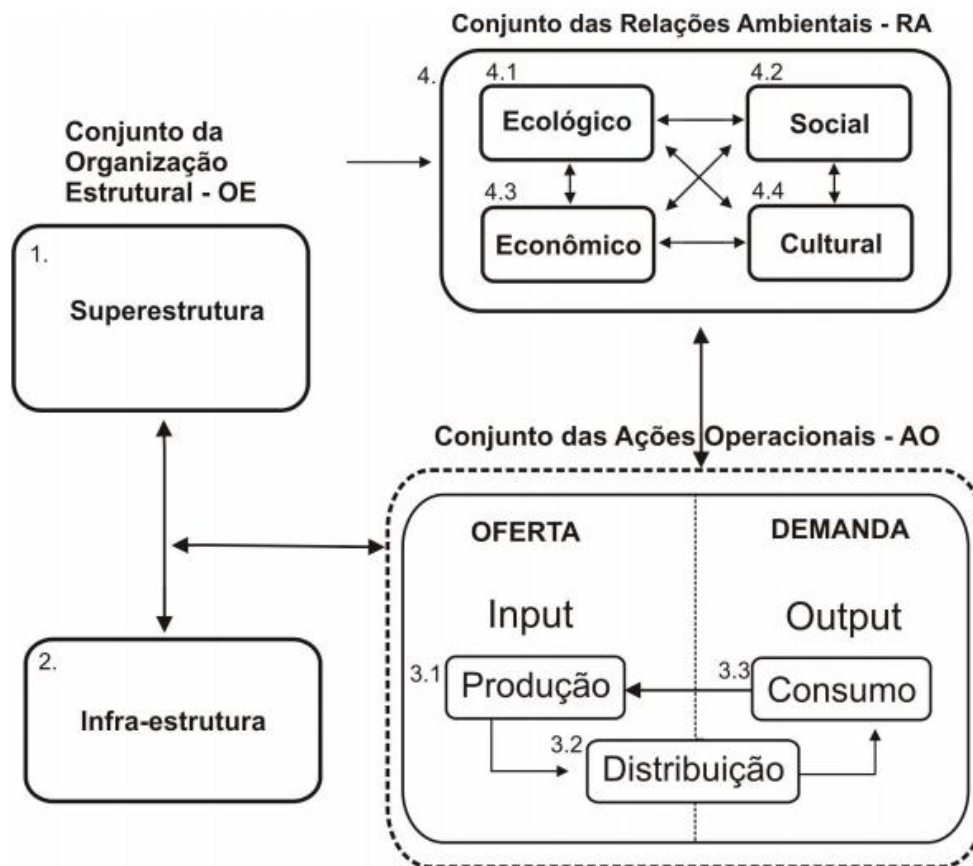 Conjunto das Relações Ambientais - RA
4.
4.1
4.2
Ecológico
Social
4.3
4.4
Econômico
Cultural
Conjunto da
Organização
Estrutural - OE
1.
Superestrutura
2.
Infra-estrutura
Conjunto das Ações Operacionais - AO
OFERTA
DEMANDA
Input
Output
3.1
Produção
3.3
Consumo
3.2
Distribuição